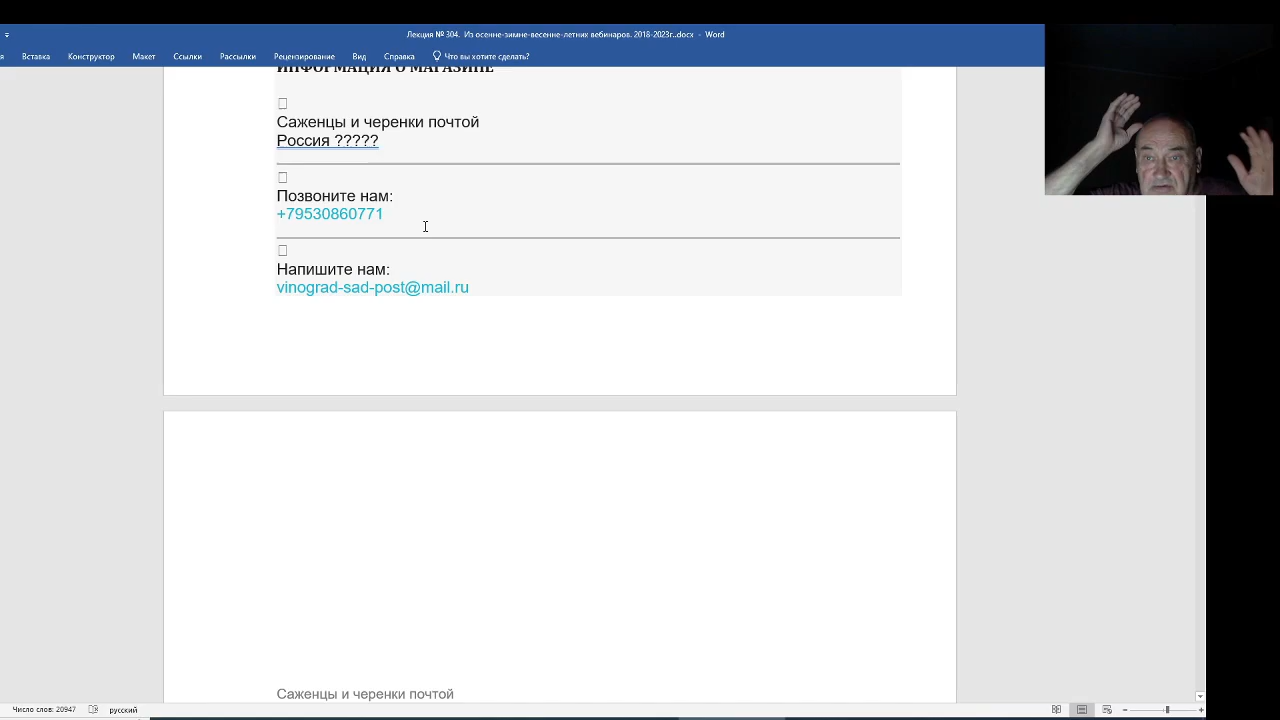 Лекция № 304. Из осенне-зимне-весенне-летних вебинаров. 2018-2023г..docx - Word
Вставка Конструктор Макет Ссылки Рассылки Рецензирование Вид Справка Что вы хотите сделать?
ИНФОРМАЦИЯ О МАГАЗИНЕ
Саженцы и черенки почтой
Россия ?????
Позвоните нам:
+79530860771
Напишите нам:
vinograd-sad-post@mail.ru
Саженцы и черенки почтой
Число слов: 20947 русский